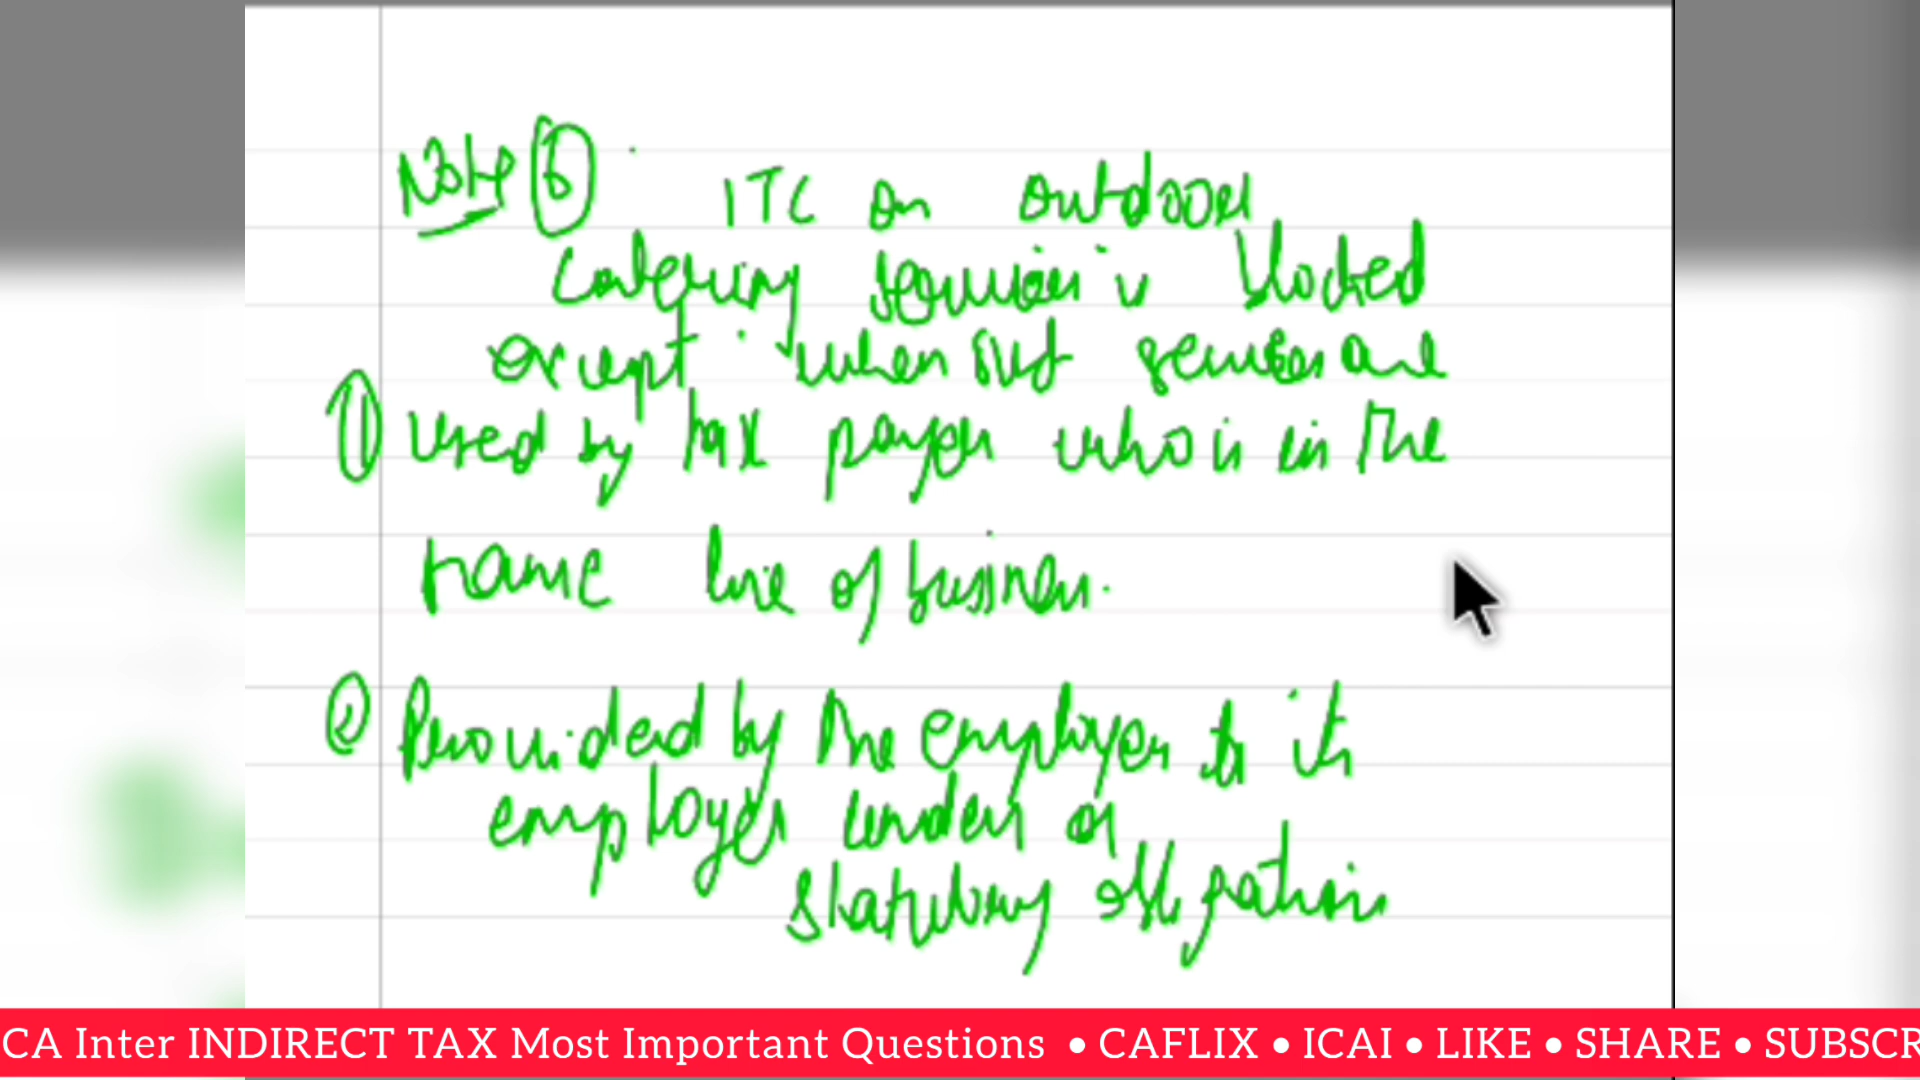 Note 6 : ITC on outdoor
catering services is blocked
except when such services are
① used by tax payer who is in the
same line of business.
② Provided by the employer to its
employees under a
statutory obligation
CA Inter INDIRECT TAX Most Important Questions • CAFLIX • ICAI • LIKE • SHARE • SUBSCR